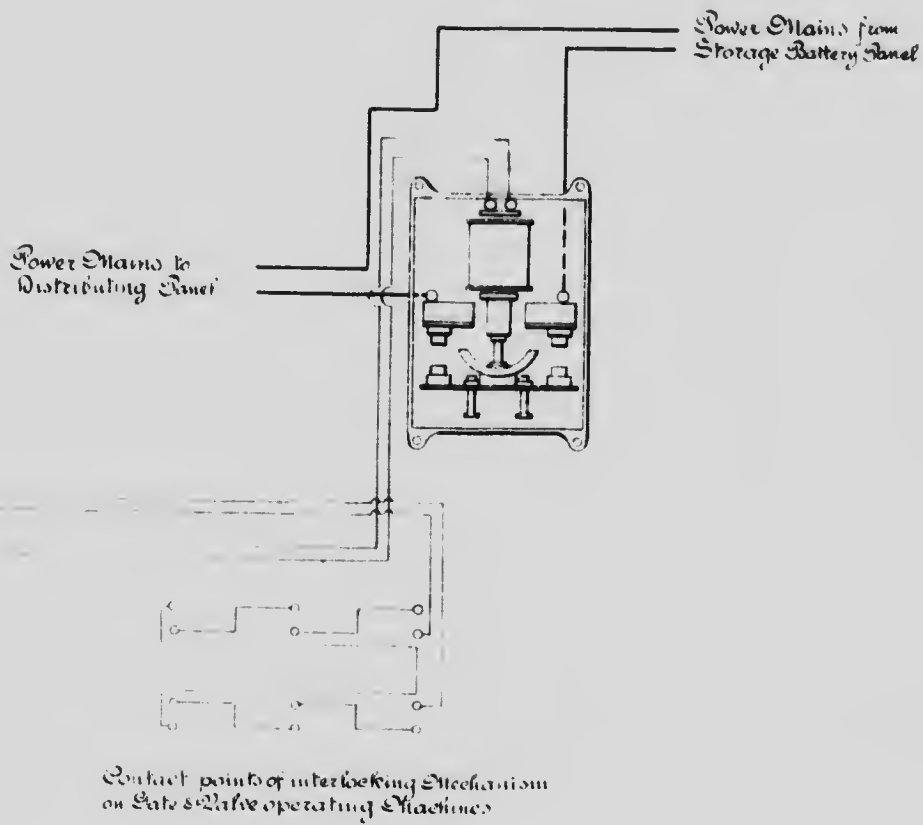 Power Mains from
Storage Battery Panel
Power Mains to
Distributing Panel
Contact points of interlocking Mechanism
on Gate & Valve operating Machines